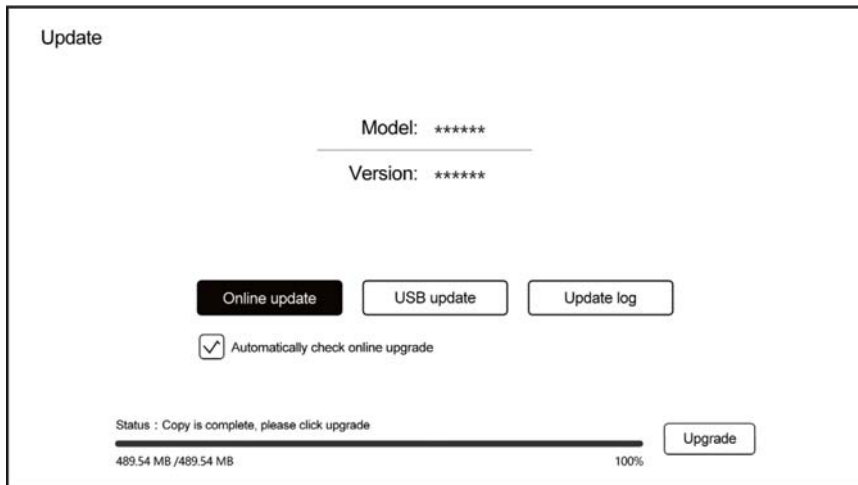 Update
Model: ******
Version: ******
Online update
USB update
Update log
Automatically check online upgrade
Status : Copy is complete, please click upgrade
Upgrade
489.54 MB /489.54 MB
100%